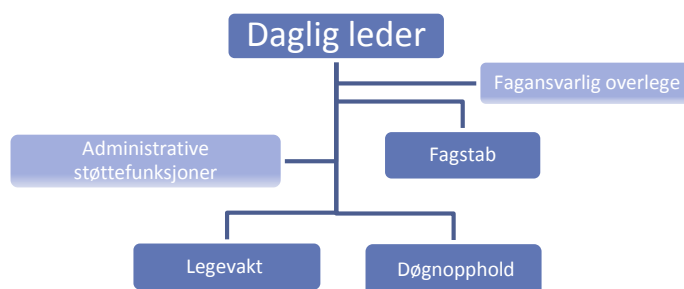 Daglig leder
Fagansvarlig overlege
Fagstab
Administrative
støttefunksjoner
Legevakt
Døgnopphold